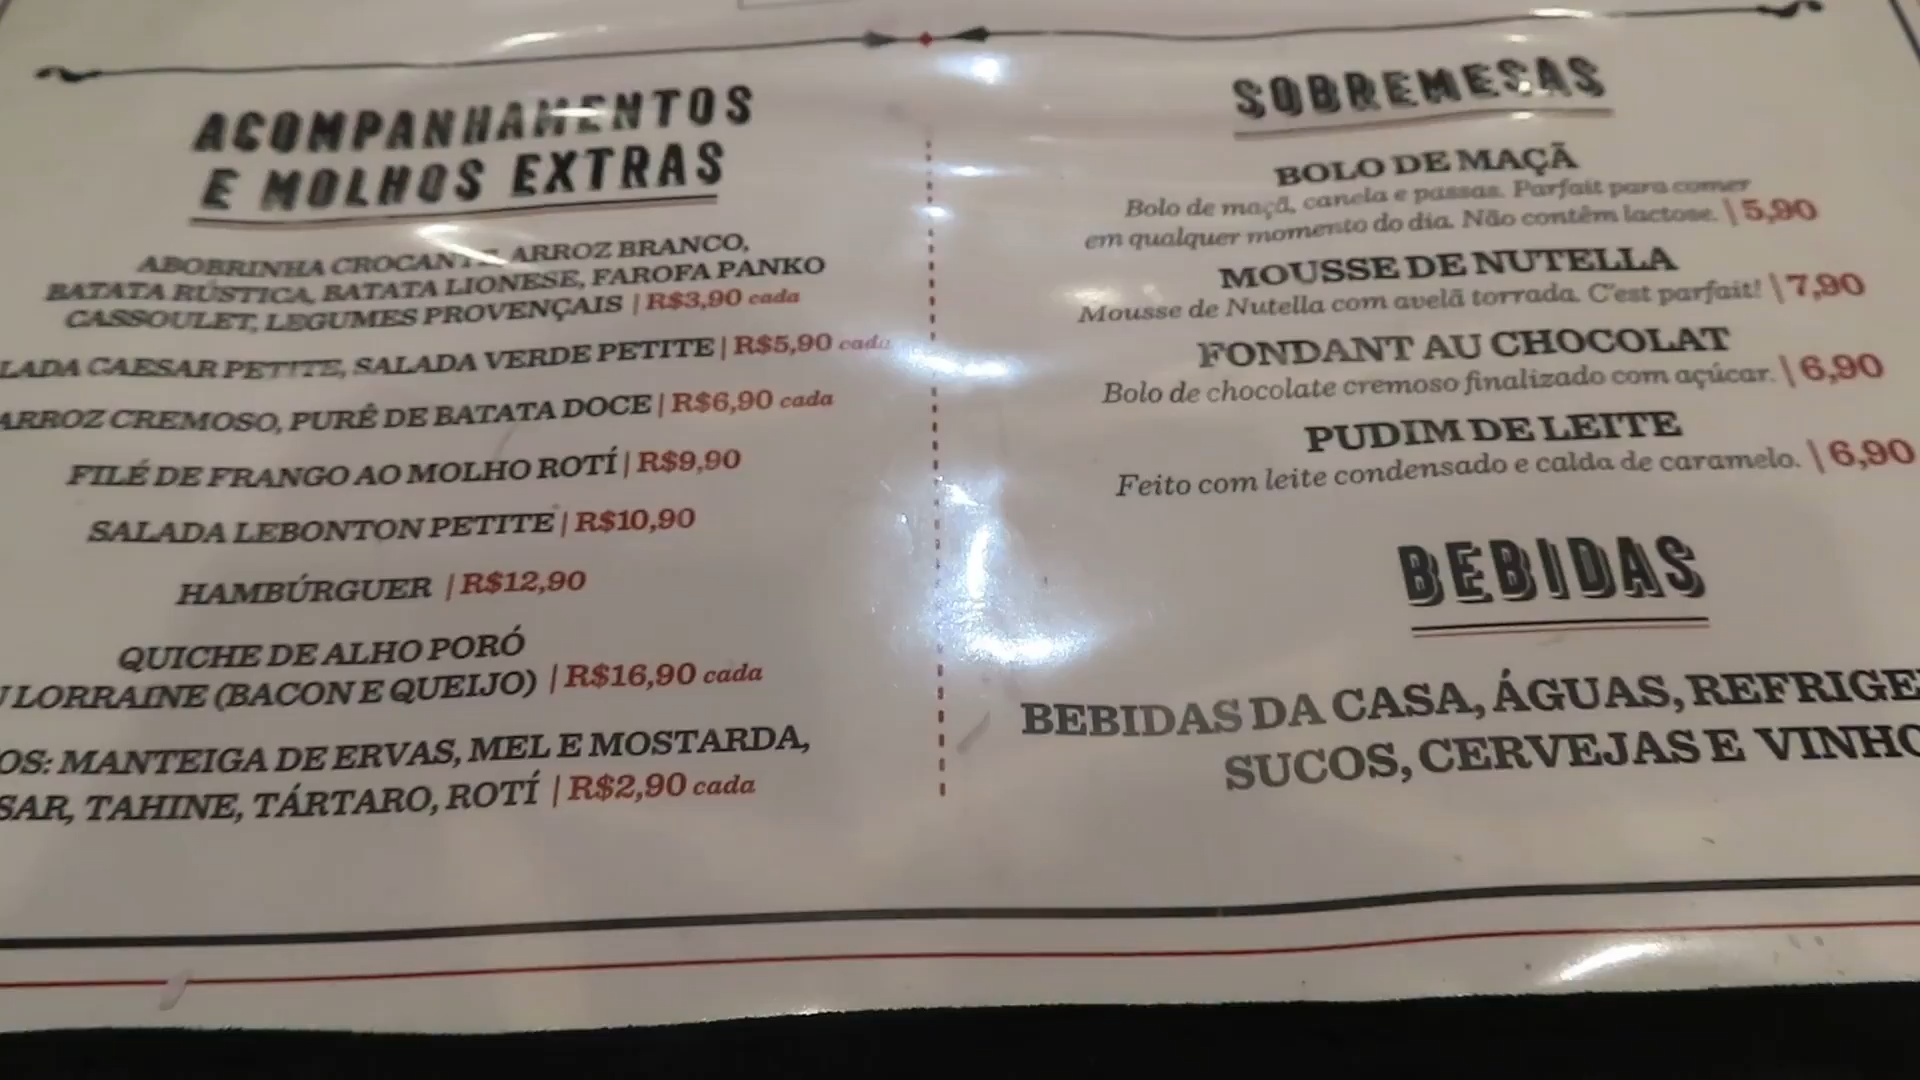 ACOMPANHAMENTOS
E MOLHOS EXTRAS
ABOBRINHA CROCANTE, ARROZ BRANCO,
BATATA RÚSTICA, BATATA LIONESE, FAROFA PANKO
CASSOULET, LEGUMES PROVENÇAIS | R$3,90 cada
LADA CAESAR PETITE, SALADA VERDE PETITE | R$5,90 cada
ARROZ CREMOSO, PURÊ DE BATATA DOCE | R$6,90 cada
FILÉ DE FRANGO AO MOLHO ROTÍ | R$9,90
SALADA LEBONTON PETITE | R$10,90
HAMBÚRGUER | R$12,90
QUICHE DE ALHO PORÓ
LORRAINE (BACON E QUEIJO) | R$16,90 cada
OS: MANTEIGA DE ERVAS, MEL E MOSTARDA,
SAR, TAHINE, TÁRTARO, ROTÍ | R$2,90 cada
SOBREMESAS
BOLO DE MAÇÃ
Bolo de maçã, canela e passas. Parfait para comer
em qualquer momento do dia. Não contêm lactose. | 5,90
MOUSSE DE NUTELLA
Mousse de Nutella com avelã torrada. C'est parfait! | 7,90
FONDANT AU CHOCOLAT
Bolo de chocolate cremoso finalizado com açúcar. | 6,90
PUDIM DE LEITE
Feito com leite condensado e calda de caramelo. | 6,90
BEBIDAS
BEBIDAS DA CASA, ÁGUAS, REFRIGE
SUCOS, CERVEJAS E VINHO